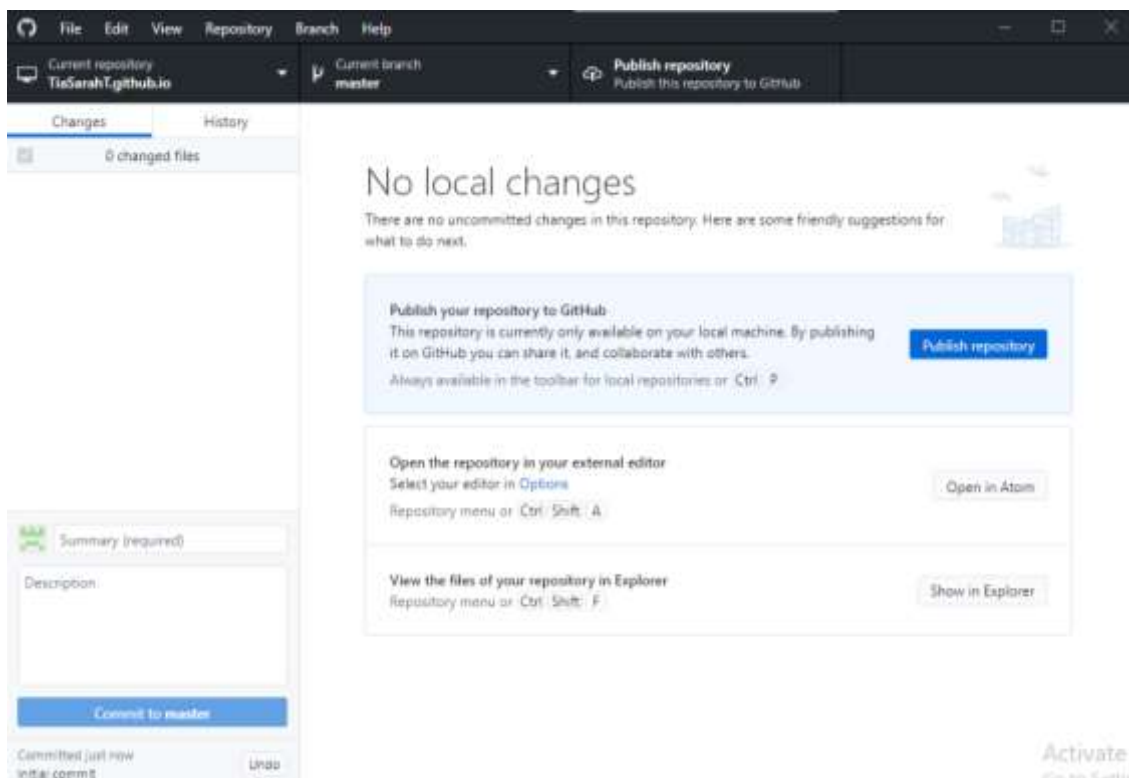 File Edit View Repository Branch Help
Current repository
TiaSarahT.github.io
Current branch
master
Publish repository
Publish this repository to GitHub
Changes History
0 changed files
No local changes
There are no uncommitted changes in this repository. Here are some friendly suggestions for
what to do next.
Publish your repository to GitHub
This repository is currently only available on your local machine. By publishing
it on GitHub you can share it, and collaborate with others.
Always available in the toolbar for local repositories or Ctrl P
Publish repository
Open the repository in your external editor
Select your editor in Options
Repository menu or Ctrl Shift A
Open in Atom
View the files of your repository in Explorer
Repository menu or Ctrl Shift F
Show in Explorer
Summary (required)
Description
Commit to master
Committed just now
Initial commit
Undo
Activate